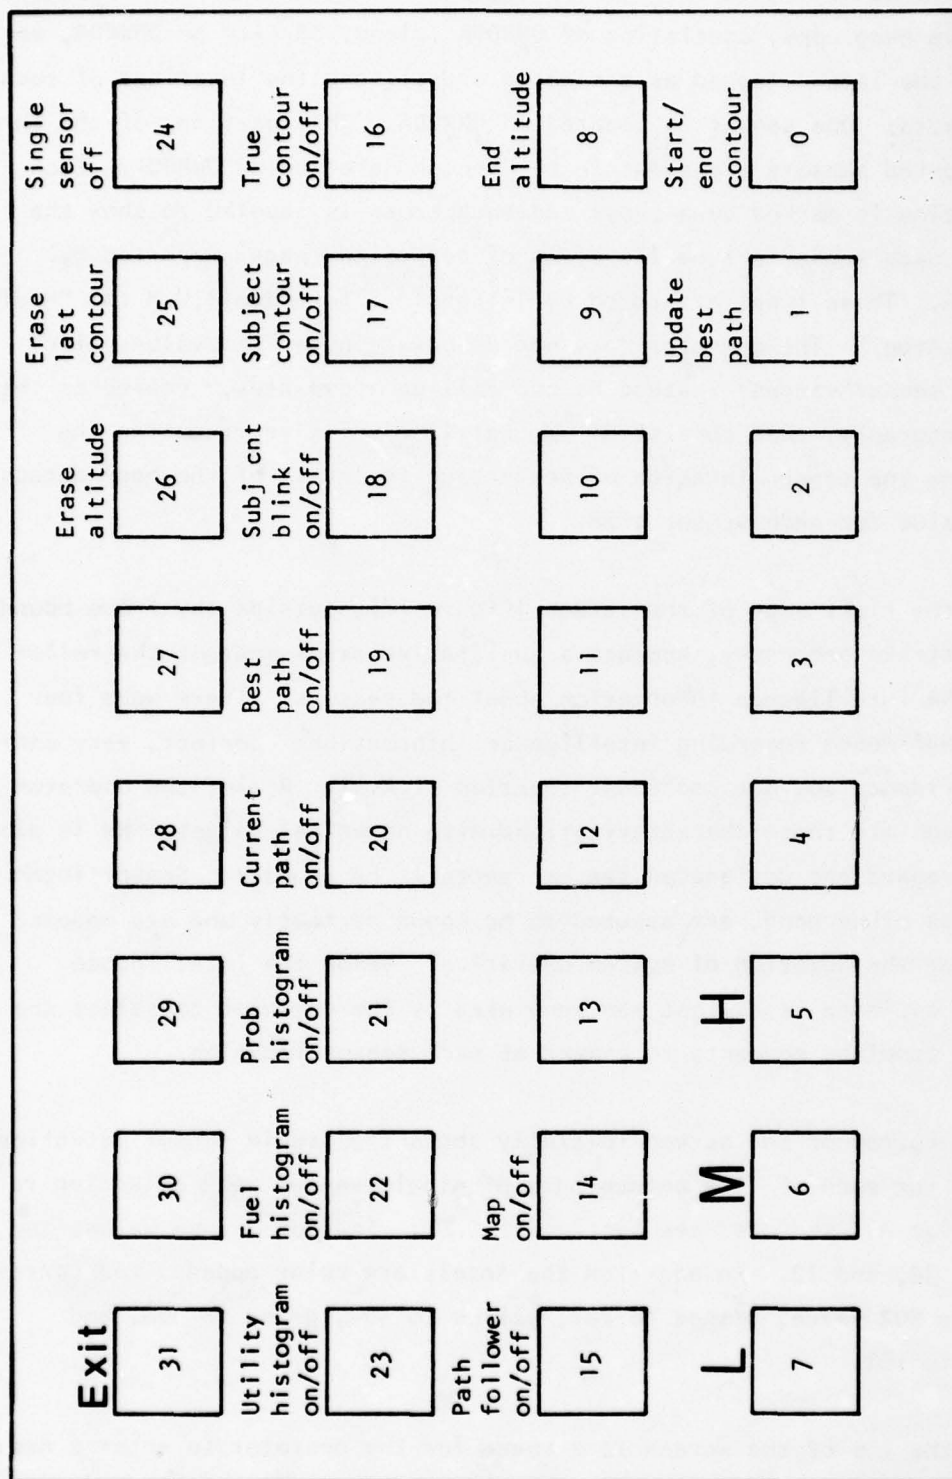 Exit
31
30
29
28
27
Erase
altitude
26
Erase
last
contour
25
Single
sensor
off
24
Utility
histogram
on/off
23
Fuel
histogram
on/off
22
Prob
histogram
on/off
21
Current
path
on/off
20
Best
path
on/off
19
Subj cnt
blink
on/off
18
Subject
contour
on/off
17
True
contour
on/off
16
Path
follower
on/off
15
Map
on/off
14
13
12
11
10
9
End
altitude
8
L
7
M
6
H
5
4
3
2
Update
best
path
1
Start/
end
contour
0